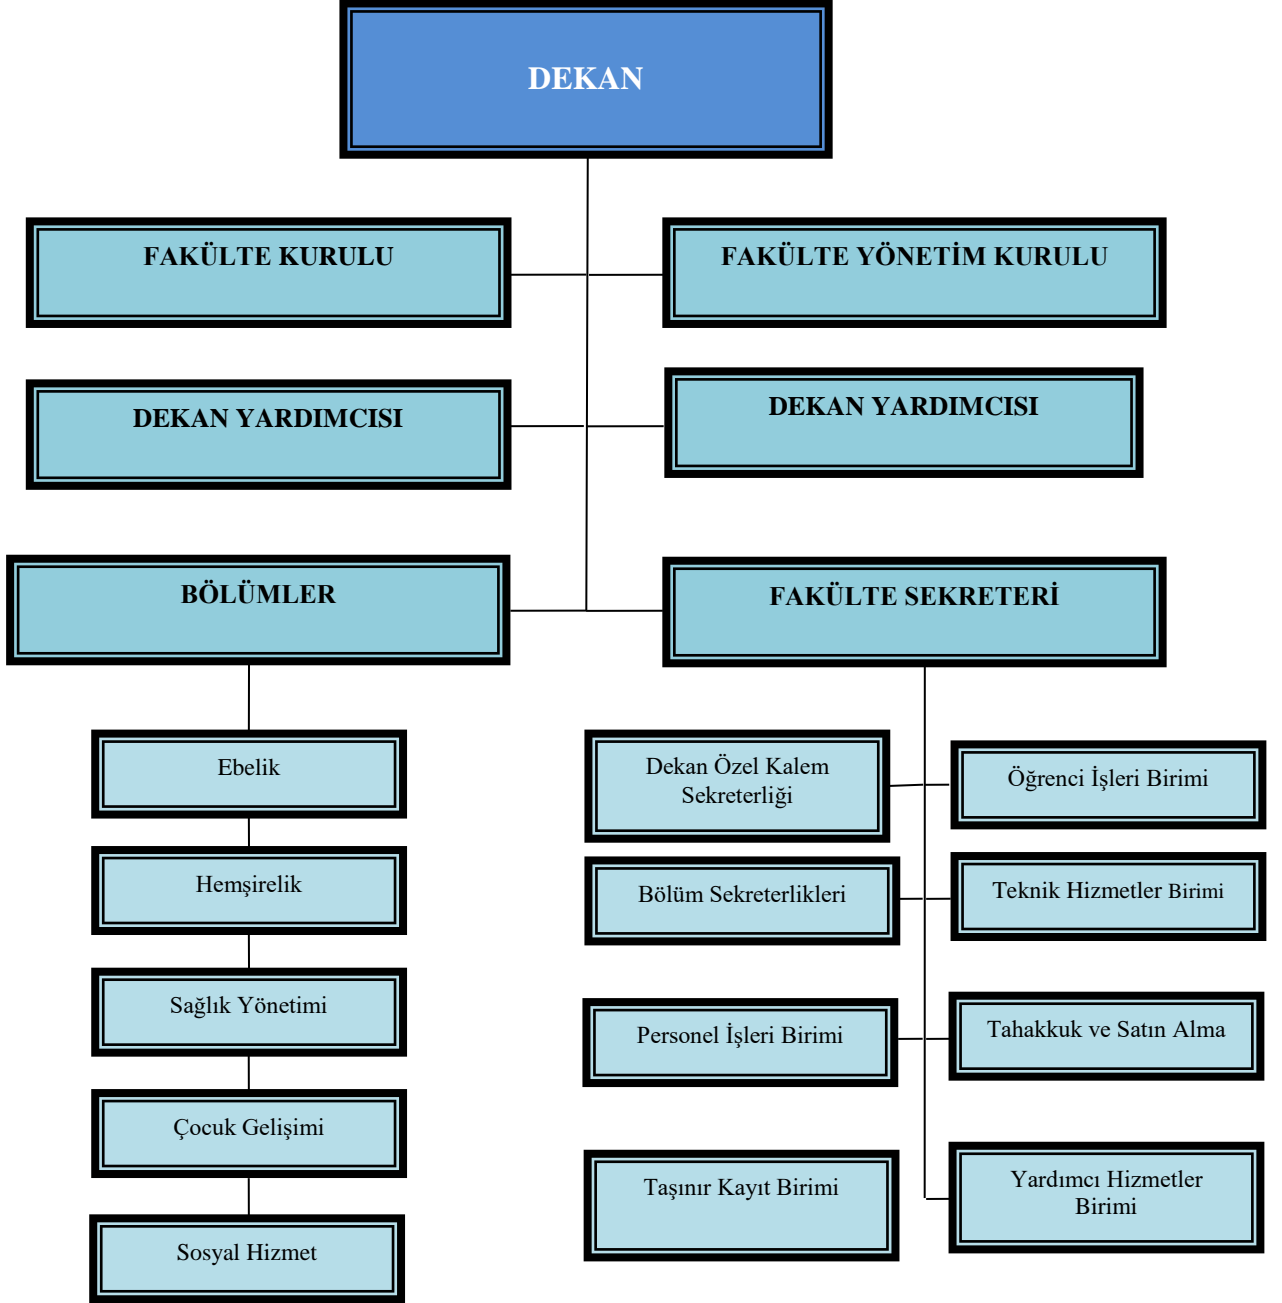 DEKAN
FAKÜLTE KURULU
FAKÜLTE YÖNETİM KURULU
DEKAN YARDIMCISI
DEKAN YARDIMCISI
BÖLÜMLER
FAKÜLTE SEKRETERİ
Ebelik
Hemşirelik
Sağlık Yönetimi
Çocuk Gelişimi
Sosyal Hizmet
Dekan Özel Kalem
Sekreterliği
Öğrenci İşleri Birimi
Bölüm Sekreterlikleri
Teknik Hizmetler Birimi
Personel İşleri Birimi
Tahakkuk ve Satın Alma
Taşınır Kayıt Birimi
Yardımcı Hizmetler
Birimi